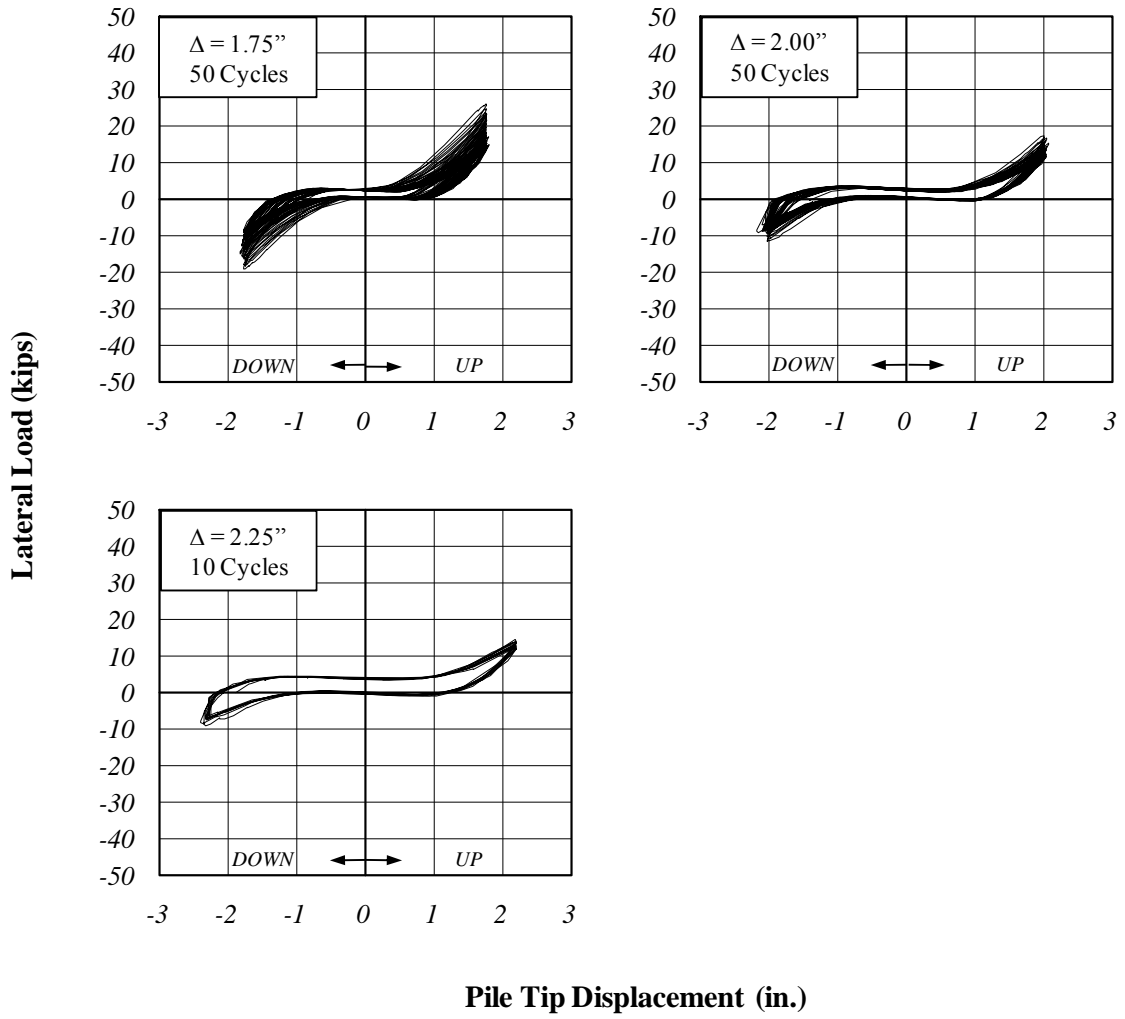 50
40
30
20
10
0
-10
-20
-30
-40
-50
Δ = 1.75”
50 Cycles
DOWN UP
-3 -2 -1 0 1 2 3
50
40
30
20
10
0
-10
-20
-30
-40
-50
Δ = 2.00”
50 Cycles
DOWN UP
-3 -2 -1 0 1 2 3
Lateral Load (kips)
50
40
30
20
10
0
-10
-20
-30
-40
-50
Δ = 2.25”
10 Cycles
DOWN UP
-3 -2 -1 0 1 2 3
Pile Tip Displacement (in.)